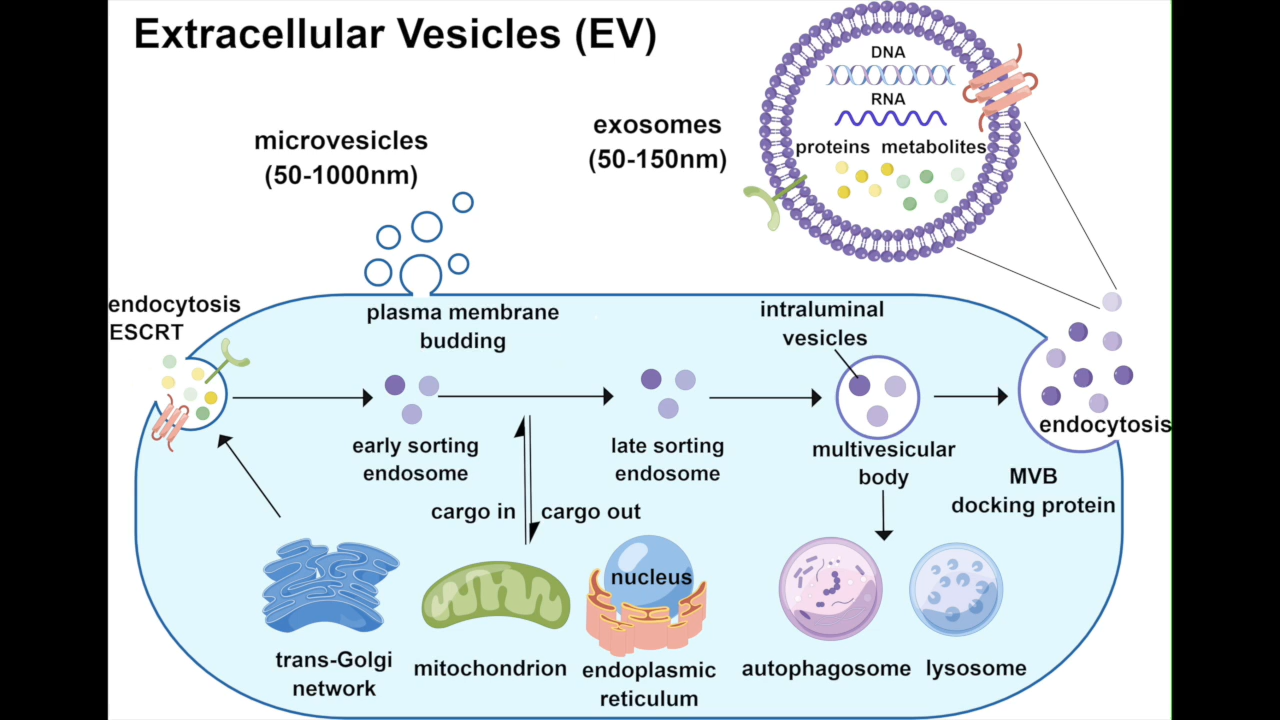 Extracellular Vesicles (EV)
microvesicles
(50-1000nm)
exosomes
(50-150nm)
DNA
RNA
proteins metabolites
endocytosis
ESCRT
plasma membrane
budding
intraluminal
vesicles
early sorting
endosome
late sorting
endosome
multivesicular
body
endocytosis
MVB
docking protein
cargo in
cargo out
trans-Golgi
network
mitochondrion
nucleus
endoplasmic
reticulum
autophagosome
lysosome